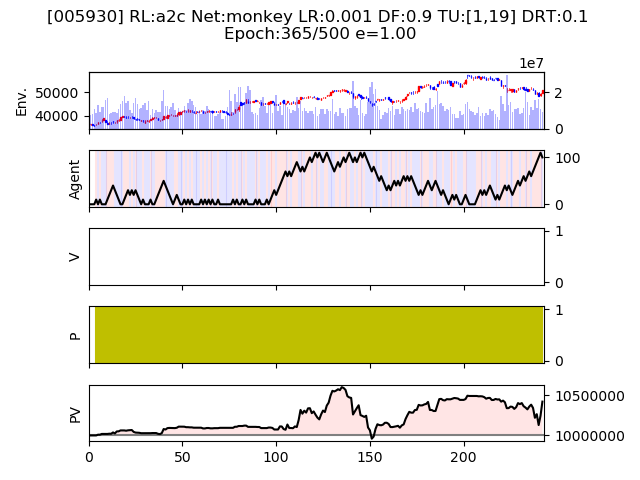 [005930] RL:a2c Net:monkey LR:0.001 DF:0.9 TU:[1,19] DRT:0.1
Epoch:365/500 e=1.00
1e7
Env.
50000
40000
2
0
Agent
100
0
V
1
0
P
1
0
PV
10500000
10000000
0 50 100 150 200